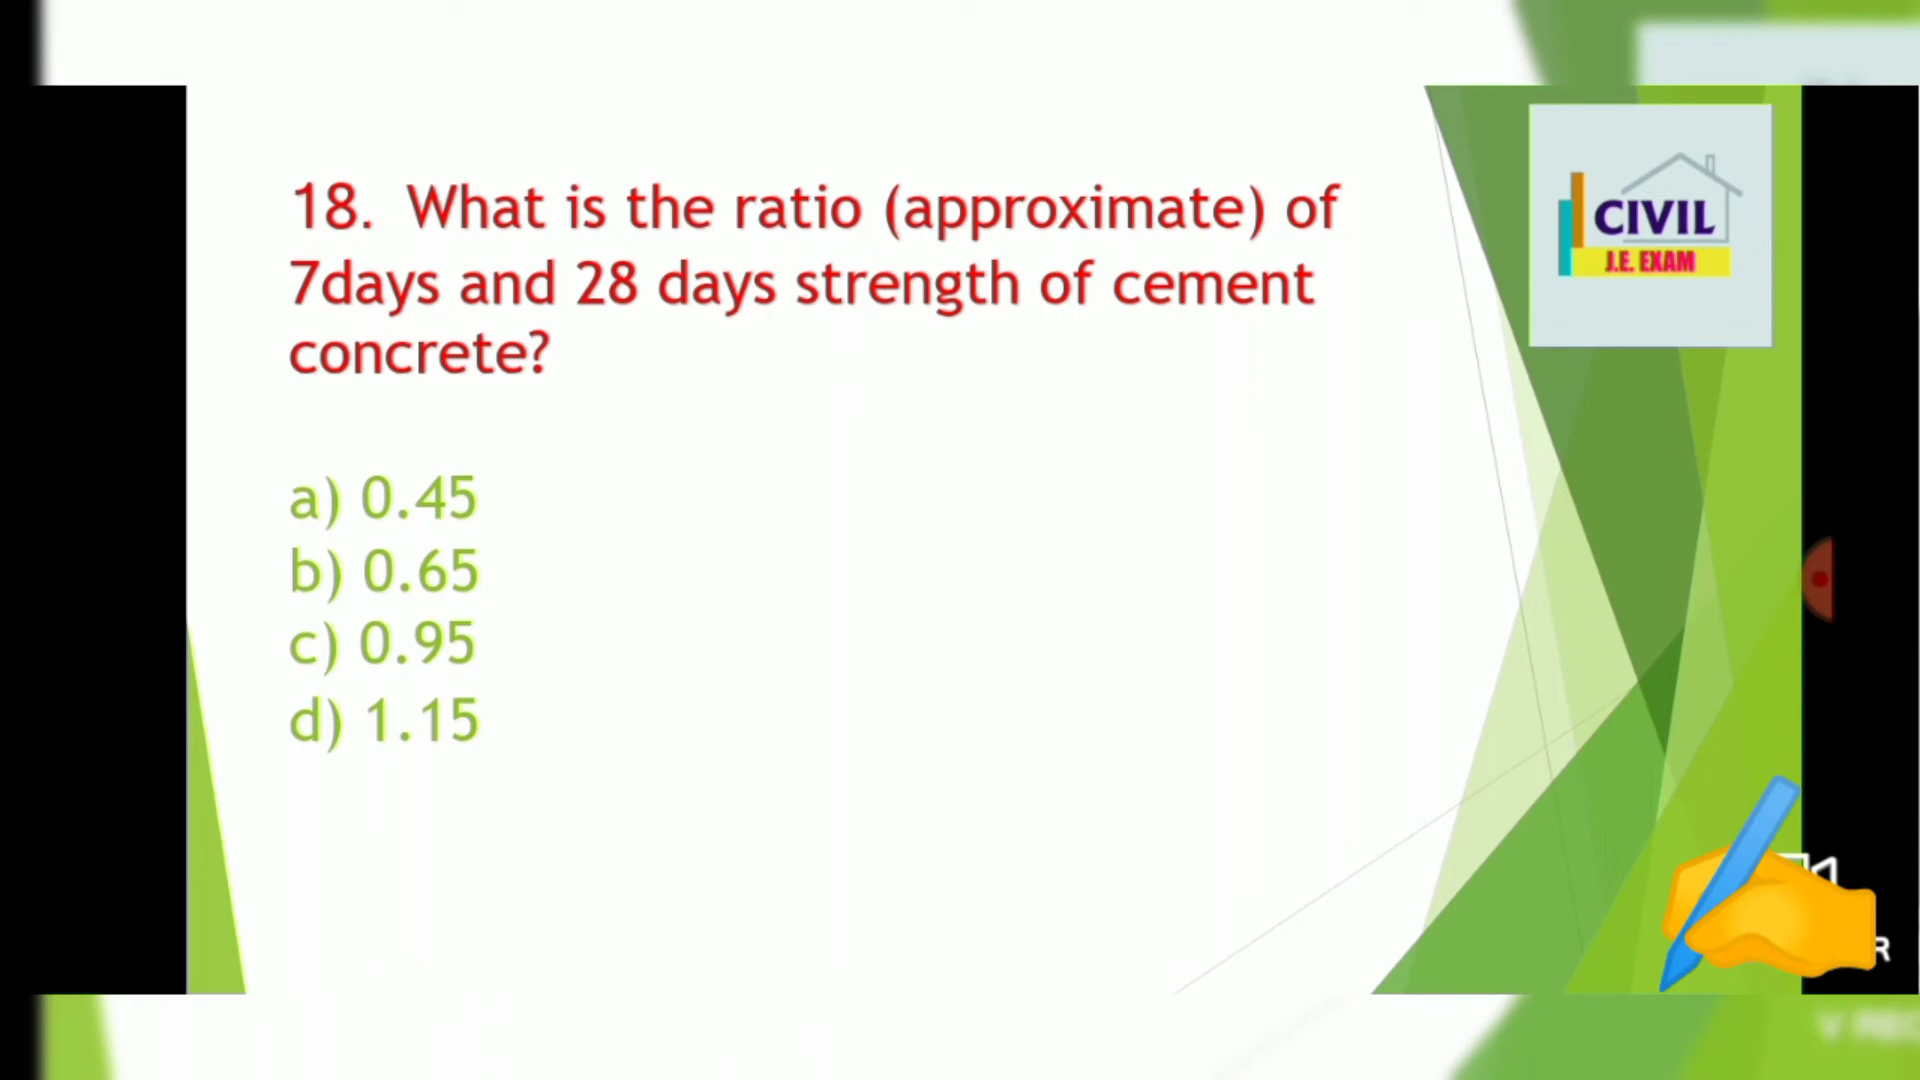 18. What is the ratio (approximate) of
7days and 28 days strength of cement
concrete?
a) 0.45
b) 0.65
c) 0.95
d) 1.15
CIVIL
J.E. EXAM
R
V REC